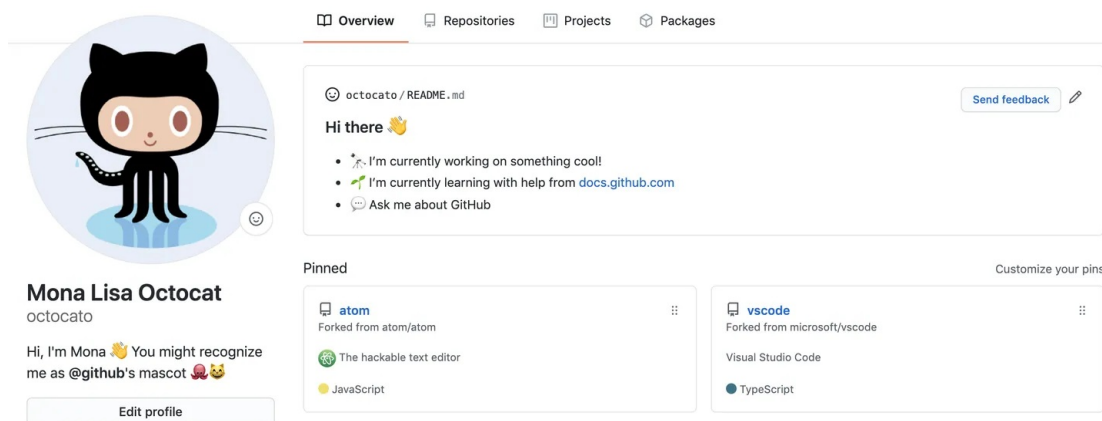 Overview Repositories Projects Packages
octocato/README.md
Send feedback
Hi there 👋
• 🔭 I'm currently working on something cool!
• 🌱 I'm currently learning with help from docs.github.com
• 💬 Ask me about GitHub
Mona Lisa Octocat
octocato
Hi, I'm Mona 👋 You might recognize
me as @github's mascot 🐙😸
Edit profile
Pinned
Customize your pins
atom
Forked from atom/atom
The hackable text editor
JavaScript
vscode
Forked from microsoft/vscode
Visual Studio Code
TypeScript